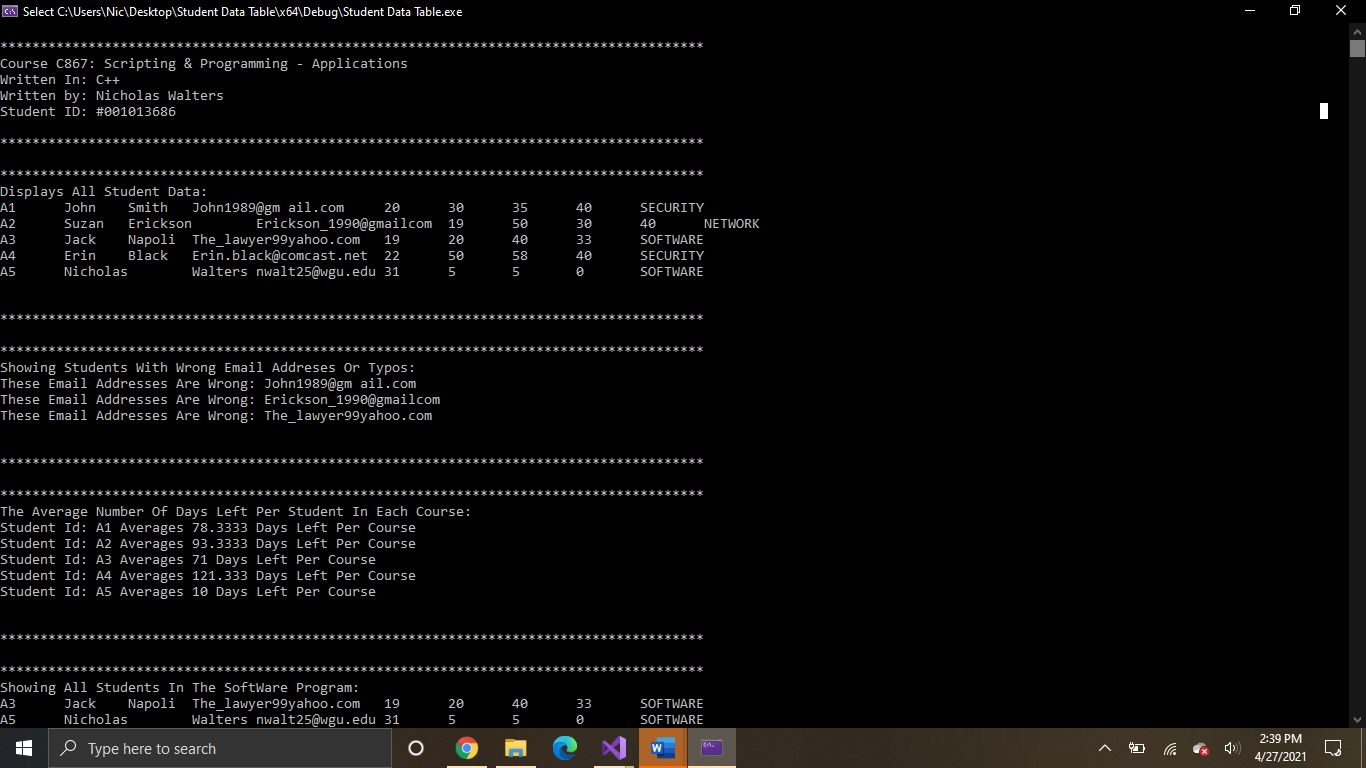 Select C:\Users\Nic\Desktop\Student Data Table\x64\Debug\Student Data Table.exe
****************************************************************************************
Course C867: Scripting & Programming - Applications
Written In: C++
Written by: Nicholas Walters
Student ID: #001013686
****************************************************************************************
****************************************************************************************
Displays All Student Data:
A1 John Smith John1989@gm ail.com 20 30 35 40 SECURITY
A2 Suzan Erickson Erickson_1990@gmailcom 19 50 30 40 NETWORK
A3 Jack Napoli The_lawyer99yahoo.com 19 20 40 33 SOFTWARE
A4 Erin Black Erin.black@comcast.net 22 50 58 40 SECURITY
A5 Nicholas Walters nwalt25@wgu.edu 31 5 5 0 SOFTWARE
****************************************************************************************
****************************************************************************************
Showing Students With Wrong Email Addreses Or Typos:
These Email Addresses Are Wrong: John1989@gm ail.com
These Email Addresses Are Wrong: Erickson_1990@gmailcom
These Email Addresses Are Wrong: The_lawyer99yahoo.com
****************************************************************************************
****************************************************************************************
The Average Number Of Days Left Per Student In Each Course:
Student Id: A1 Averages 78.3333 Days Left Per Course
Student Id: A2 Averages 93.3333 Days Left Per Course
Student Id: A3 Averages 71 Days Left Per Course
Student Id: A4 Averages 121.333 Days Left Per Course
Student Id: A5 Averages 10 Days Left Per Course
****************************************************************************************
****************************************************************************************
Showing All Students In The SoftWare Program:
A3 Jack Napoli The_lawyer99yahoo.com 19 20 40 33 SOFTWARE
A5 Nicholas Walters nwalt25@wgu.edu 31 5 5 0 SOFTWARE
Type here to search
2:39 PM
4/27/2021